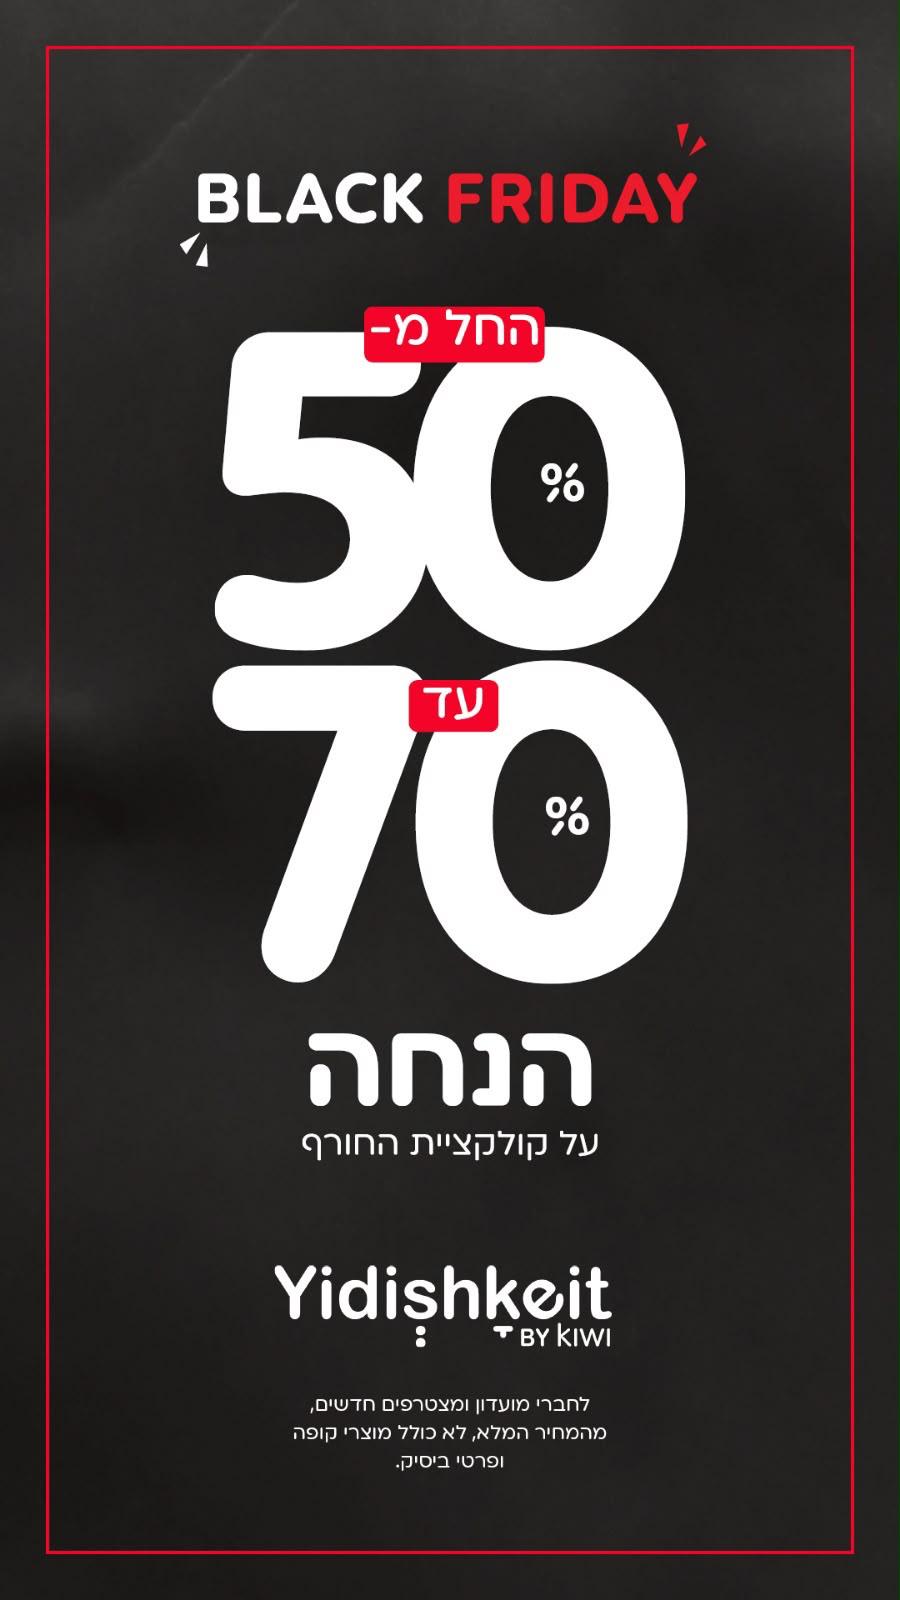 BLACK FRIDAY
החל מ-
50%
עד
70%
הנחה
על קולקציית החורף
Yidishkeit
BY KIWI
לחברי מועדון ומצטרפים חדשים,
מהמחיר המלא, לא כולל מוצרי קופה
ופרטי ביסיק.